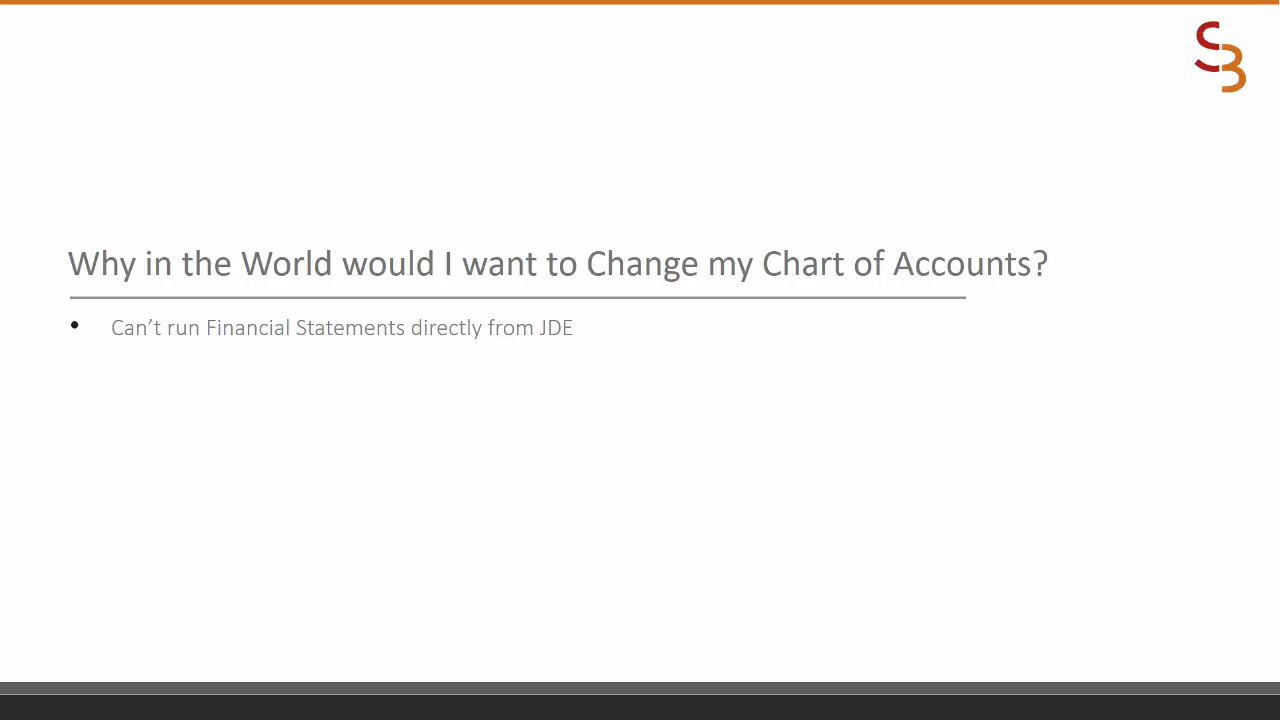 SB
Why in the World would I want to Change my Chart of Accounts?
• Can’t run Financial Statements directly from JDE